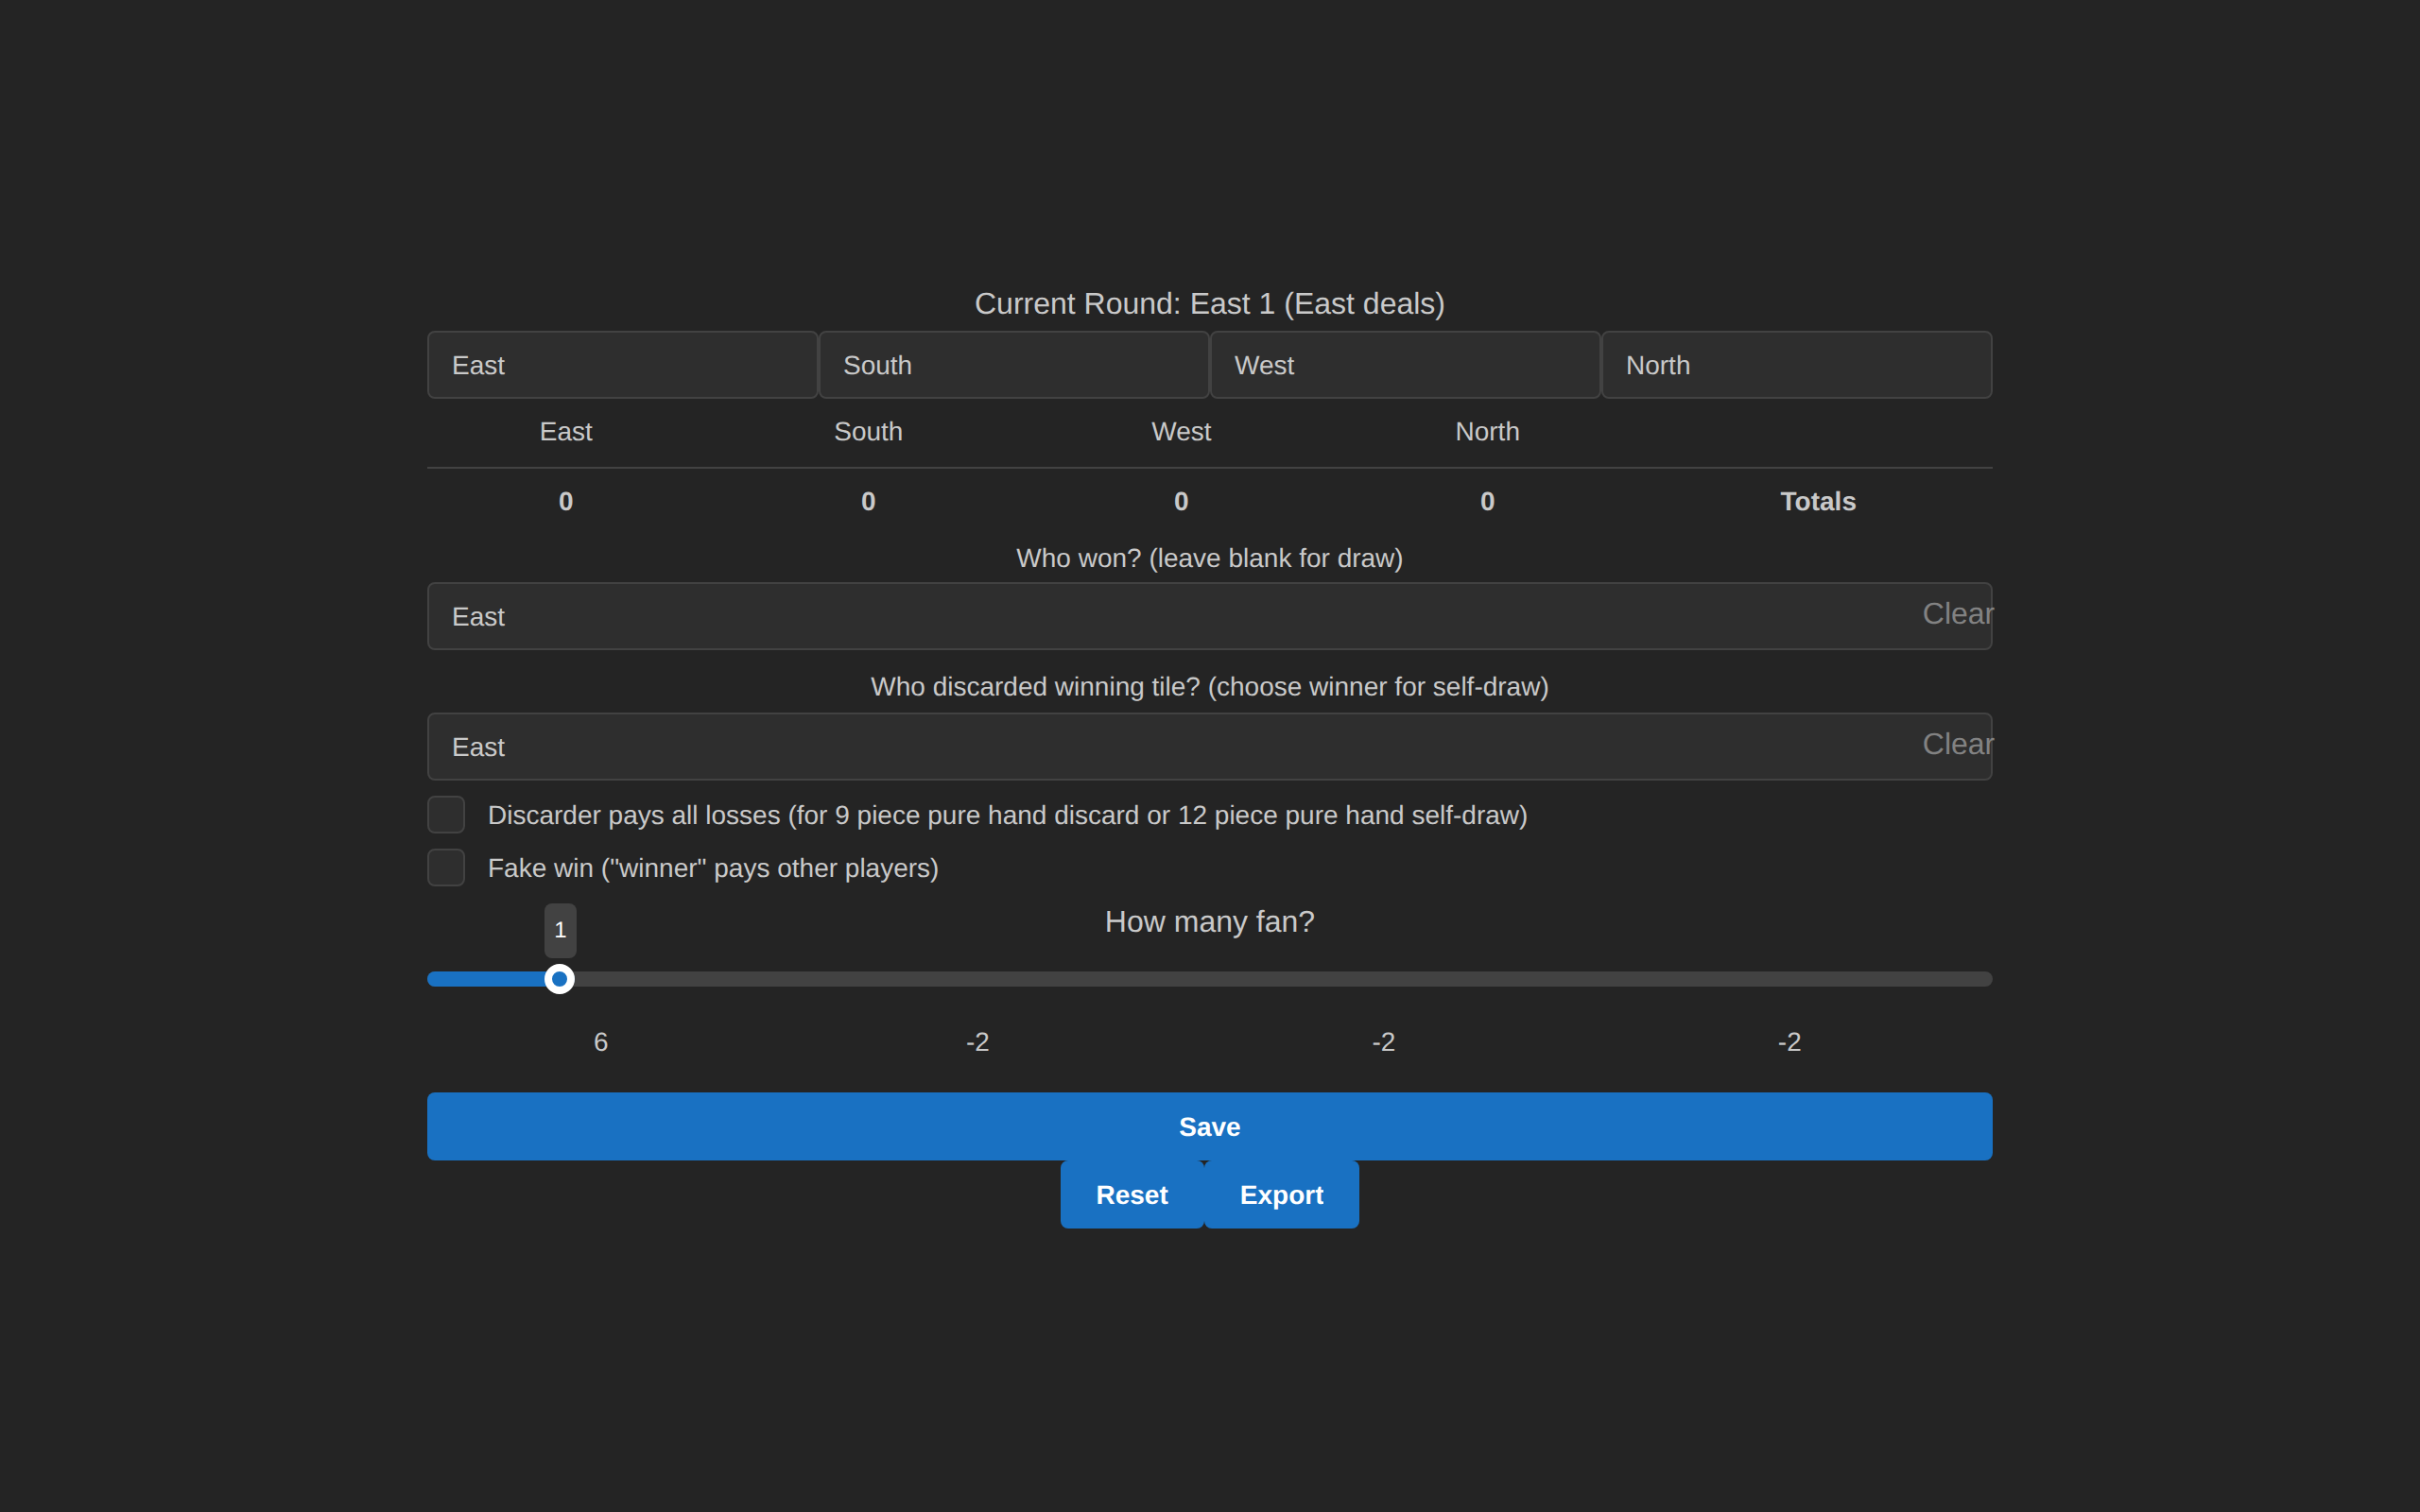 Current Round: East 1 (East deals)
East South West North
East South West North
0 0 0 0 Totals
Who won? (leave blank for draw)
East Clear
Who discarded winning tile? (choose winner for self-draw)
East Clear
Discarder pays all losses (for 9 piece pure hand discard or 12 piece pure hand self-draw)
Fake win ("winner" pays other players)
How many fan?
1
6 -2 -2 -2
Save
Reset Export